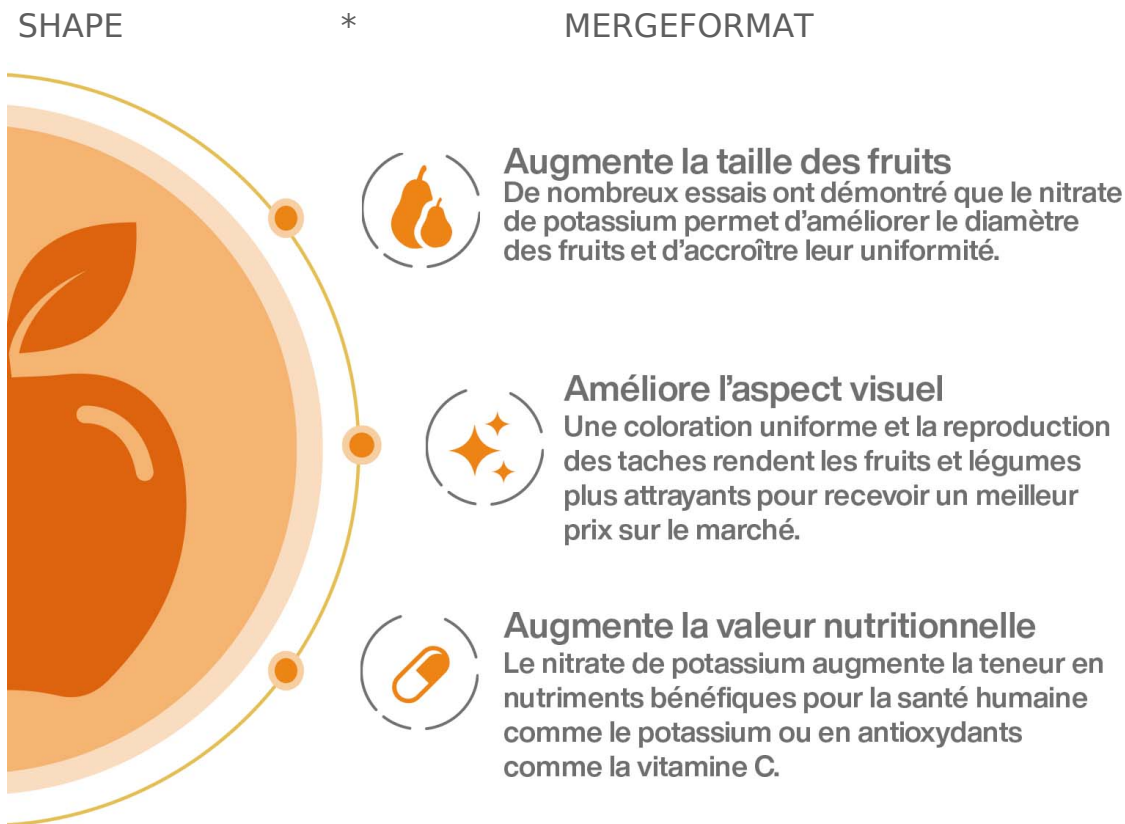 SHAPE * MERGEFORMAT
Augmente la taille des fruits
De nombreux essais ont démontré que le nitrate
de potassium permet d'améliorer le diamètre
des fruits et d'accroître leur uniformité.
Améliore l'aspect visuel
Une coloration uniforme et la reproduction
des taches rendent les fruits et légumes
plus attrayants pour recevoir un meilleur
prix sur le marché.
Augmente la valeur nutritionnelle
Le nitrate de potassium augmente la teneur en
nutriments bénéfiques pour la santé humaine
comme le potassium ou en antioxydants
comme la vitamine C.